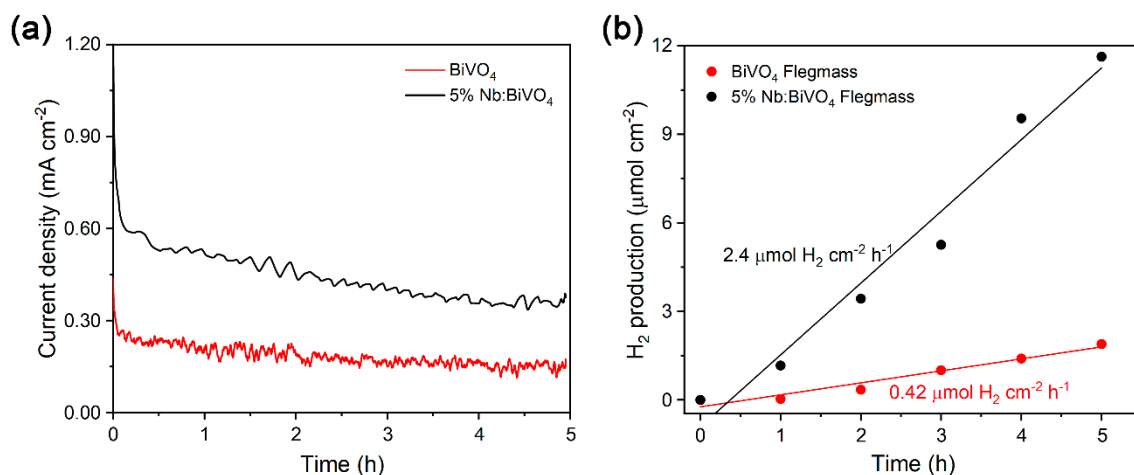 (a)
1.20
0.90
0.60
0.30
0.00
Current density (mA cm⁻²)
BiVO₄
5% Nb:BiVO₄
0 1 2 3 4 5
Time (h)
(b)
12
9
6
3
0
H₂ production (μmol cm⁻²)
BiVO₄ Flegmass
5% Nb:BiVO₄ Flegmass
2.4 μmol H₂ cm⁻² h⁻¹
0.42 μmol H₂ cm⁻² h⁻¹
0 1 2 3 4 5
Time (h)